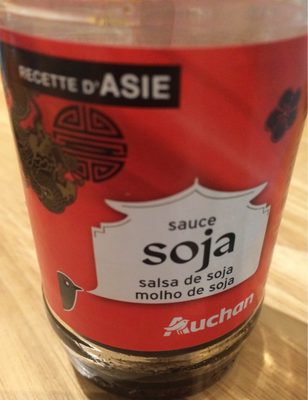 RECETTE D'ASIE
sauce
soja
salsa de soja
molho de soja
Auchan